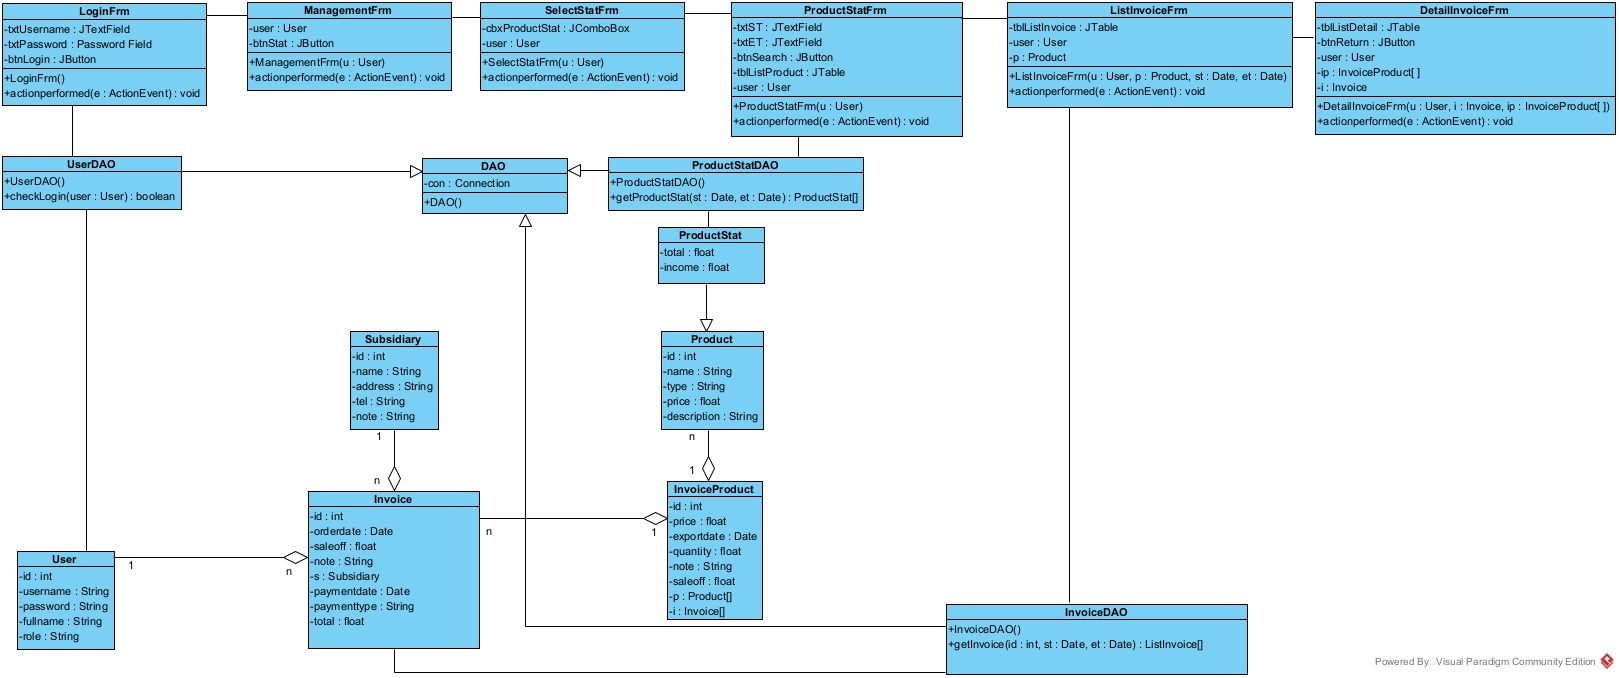 LoginFrm
-txtUsername : JTextField
-txtPassword : Password Field
-btnLogin : JButton
+LoginFrm()
+actionperformed(e : ActionEvent) : void
ManagementFrm
-user : User
-btnStat : JButton
+ManagementFrm(u : User)
+actionperformed(e : ActionEvent) : void
SelectStatFrm
-cbxProductStat : JComboBox
-user : User
+SelectStatFrm(u : User)
+actionperformed(e : ActionEvent) : void
ProductStatFrm
-txtST : JTextField
-txtET : JTextField
-btnSearch : JButton
-tblListProduct : JTable
-user : User
+ProductStatFrm(u : User)
+actionperformed(e : ActionEvent) : void
ListInvoiceFrm
-tblListInvoice : JTable
-user : User
-p : Product
+ListInvoiceFrm(u : User, p : Product, st : Date, et : Date)
+actionperformed(e : ActionEvent) : void
DetailInvoiceFrm
-tblListDetail : JTable
-btnReturn : JButton
-user : User
-ip : InvoiceProduct[ ]
-i : Invoice
+DetailInvoiceFrm(u : User, i : Invoice, ip : InvoiceProduct[ ])
+actionperformed(e : ActionEvent) : void
UserDAO
+UserDAO()
+checkLogin(user : User) : boolean
DAO
-con : Connection
+DAO()
ProductStatDAO
+ProductStatDAO()
+getProductStat(st : Date, et : Date) : ProductStat[]
ProductStat
-total : float
-income : float
Subsidiary
-id : int
-name : String
-address : String
-tel : String
-note : String
1
n
Product
-id : int
-name : String
-type : String
-price : float
-description : String
n
1
Invoice
-id : int
-orderdate : Date
-saleoff : float
-note : String
-s : Subsidiary
-paymentdate : Date
-paymenttype : String
-total : float
n
1
InvoiceProduct
-id : int
-price : float
-exportdate : Date
-quantity : float
-note : String
-saleoff : float
-p : Product[]
-i : Invoice[]
User
-id : int
-username : String
-password : String
-fullname : String
-role : String
1
n
InvoiceDAO
+InvoiceDAO()
+getInvoice(id : int, st : Date, et : Date) : ListInvoice[]
Powered By Visual Paradigm Community Edition